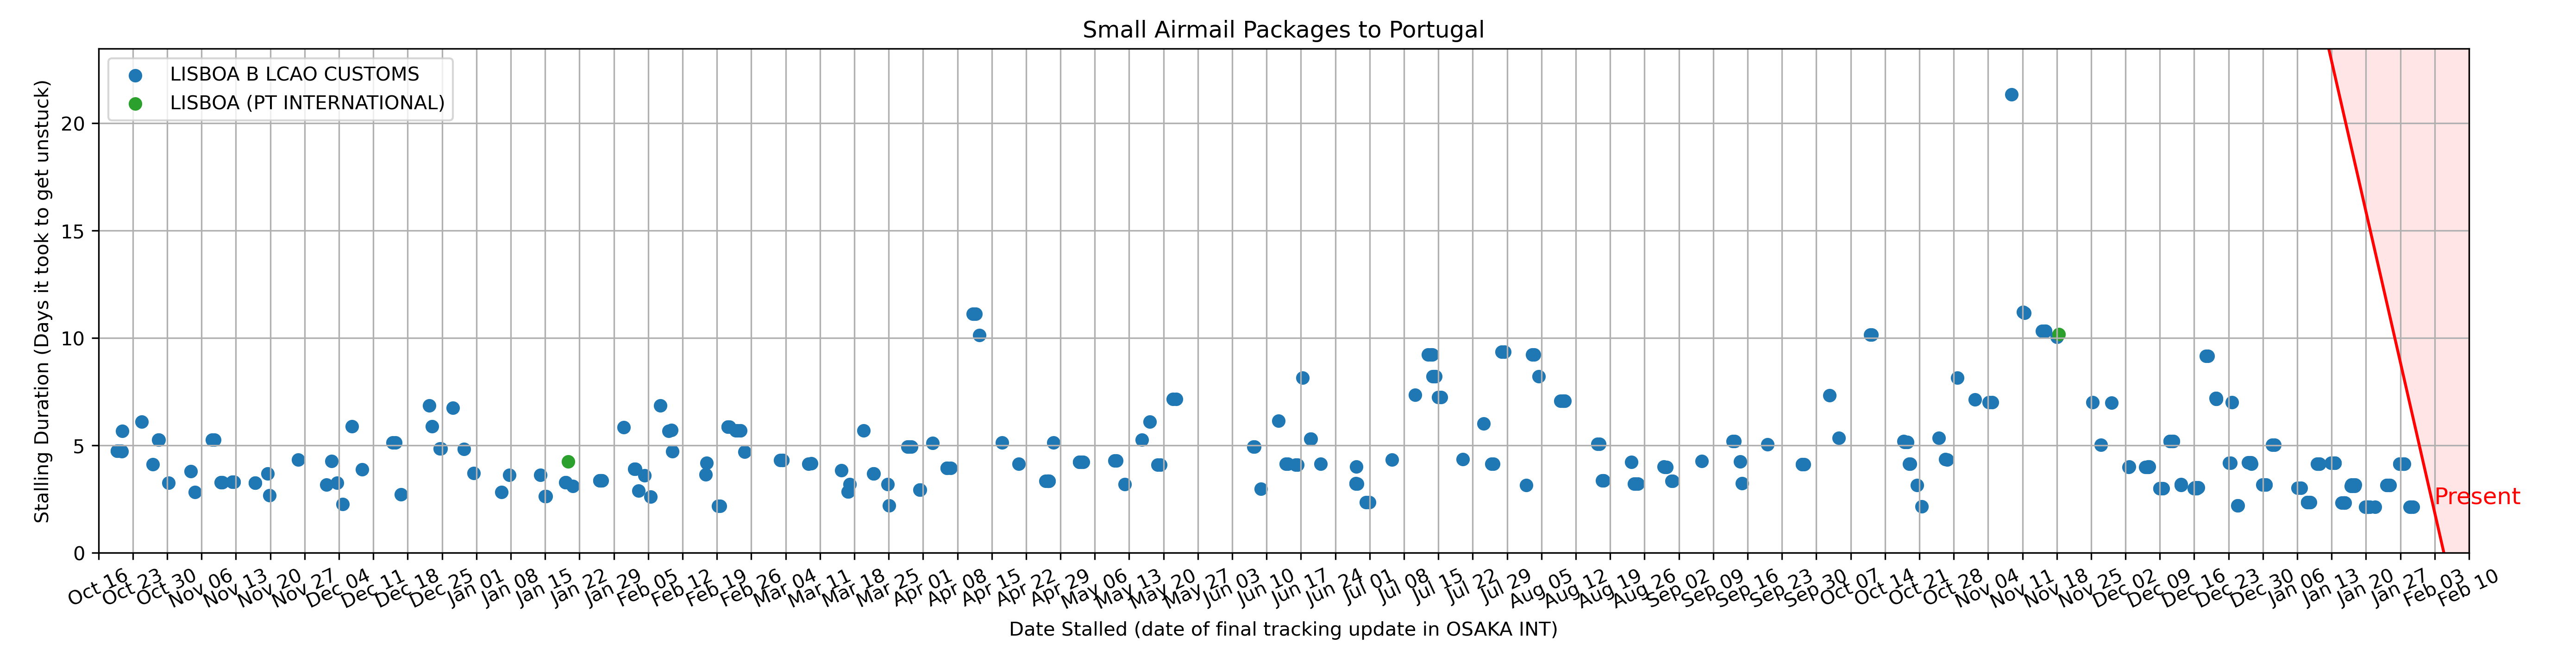 Small Airmail Packages to Portugal
LISBOA B LCAO CUSTOMS
LISBOA (PT INTERNATIONAL)
Stalling Duration (Days it took to get unstuck)
20
15
10
5
0
Present
Oct 16
Oct 23
Oct 30
Nov 06
Nov 13
Nov 20
Nov 27
Dec 04
Dec 11
Dec 18
Dec 25
Jan 01
Jan 08
Jan 15
Jan 22
Jan 29
Feb 05
Feb 12
Feb 19
Feb 26
Mar 04
Mar 11
Mar 18
Mar 25
Apr 01
Apr 08
Apr 15
Apr 22
Apr 29
May 06
May 13
May 20
May 27
Jun 03
Jun 10
Jun 17
Jun 24
Jul 01
Jul 08
Jul 15
Jul 22
Jul 29
Aug 05
Aug 12
Aug 19
Aug 26
Sep 02
Sep 09
Sep 16
Sep 23
Sep 30
Oct 07
Oct 14
Oct 21
Oct 28
Nov 04
Nov 11
Nov 18
Nov 25
Dec 02
Dec 09
Dec 16
Dec 23
Dec 30
Jan 06
Jan 13
Jan 20
Jan 27
Feb 03
Feb 10
Date Stalled (date of final tracking update in OSAKA INT)